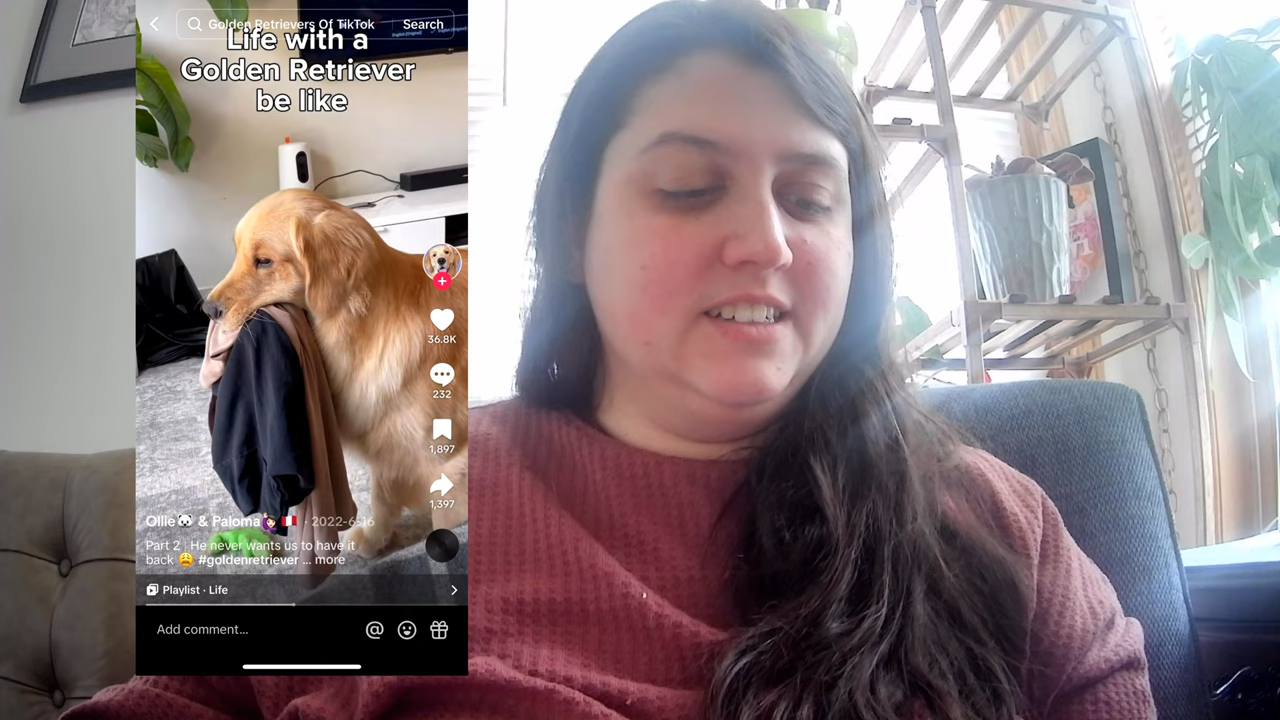 Golden Retrievers Of TikTok
Search
Life with a
Golden Retriever
be like
36.8K
232
1,897
1,397
Ollie🐼 & Paloma🙋🏻‍♀️🇵🇪 · 2022-6-16
Part 2 | He never wants us to have it
back 😩 #goldenretriever ... more
Playlist · Life
Add comment...